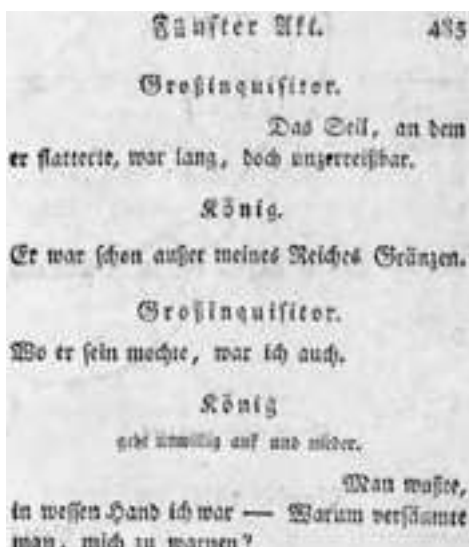 Fünfter Akt. 485
Großinquisitor.
Das Seil, an dem
er flatterte, war lang, doch unzerreißbar.
König.
Er war schon außer meines Reiches Gränzen.
Großinquisitor.
Wo er sein mochte, war ich auch.
König
geht unwillig auf und nieder.
Man wußte,
in wessen Hand ich war — Warum versäumte
man, mich zu warnen?